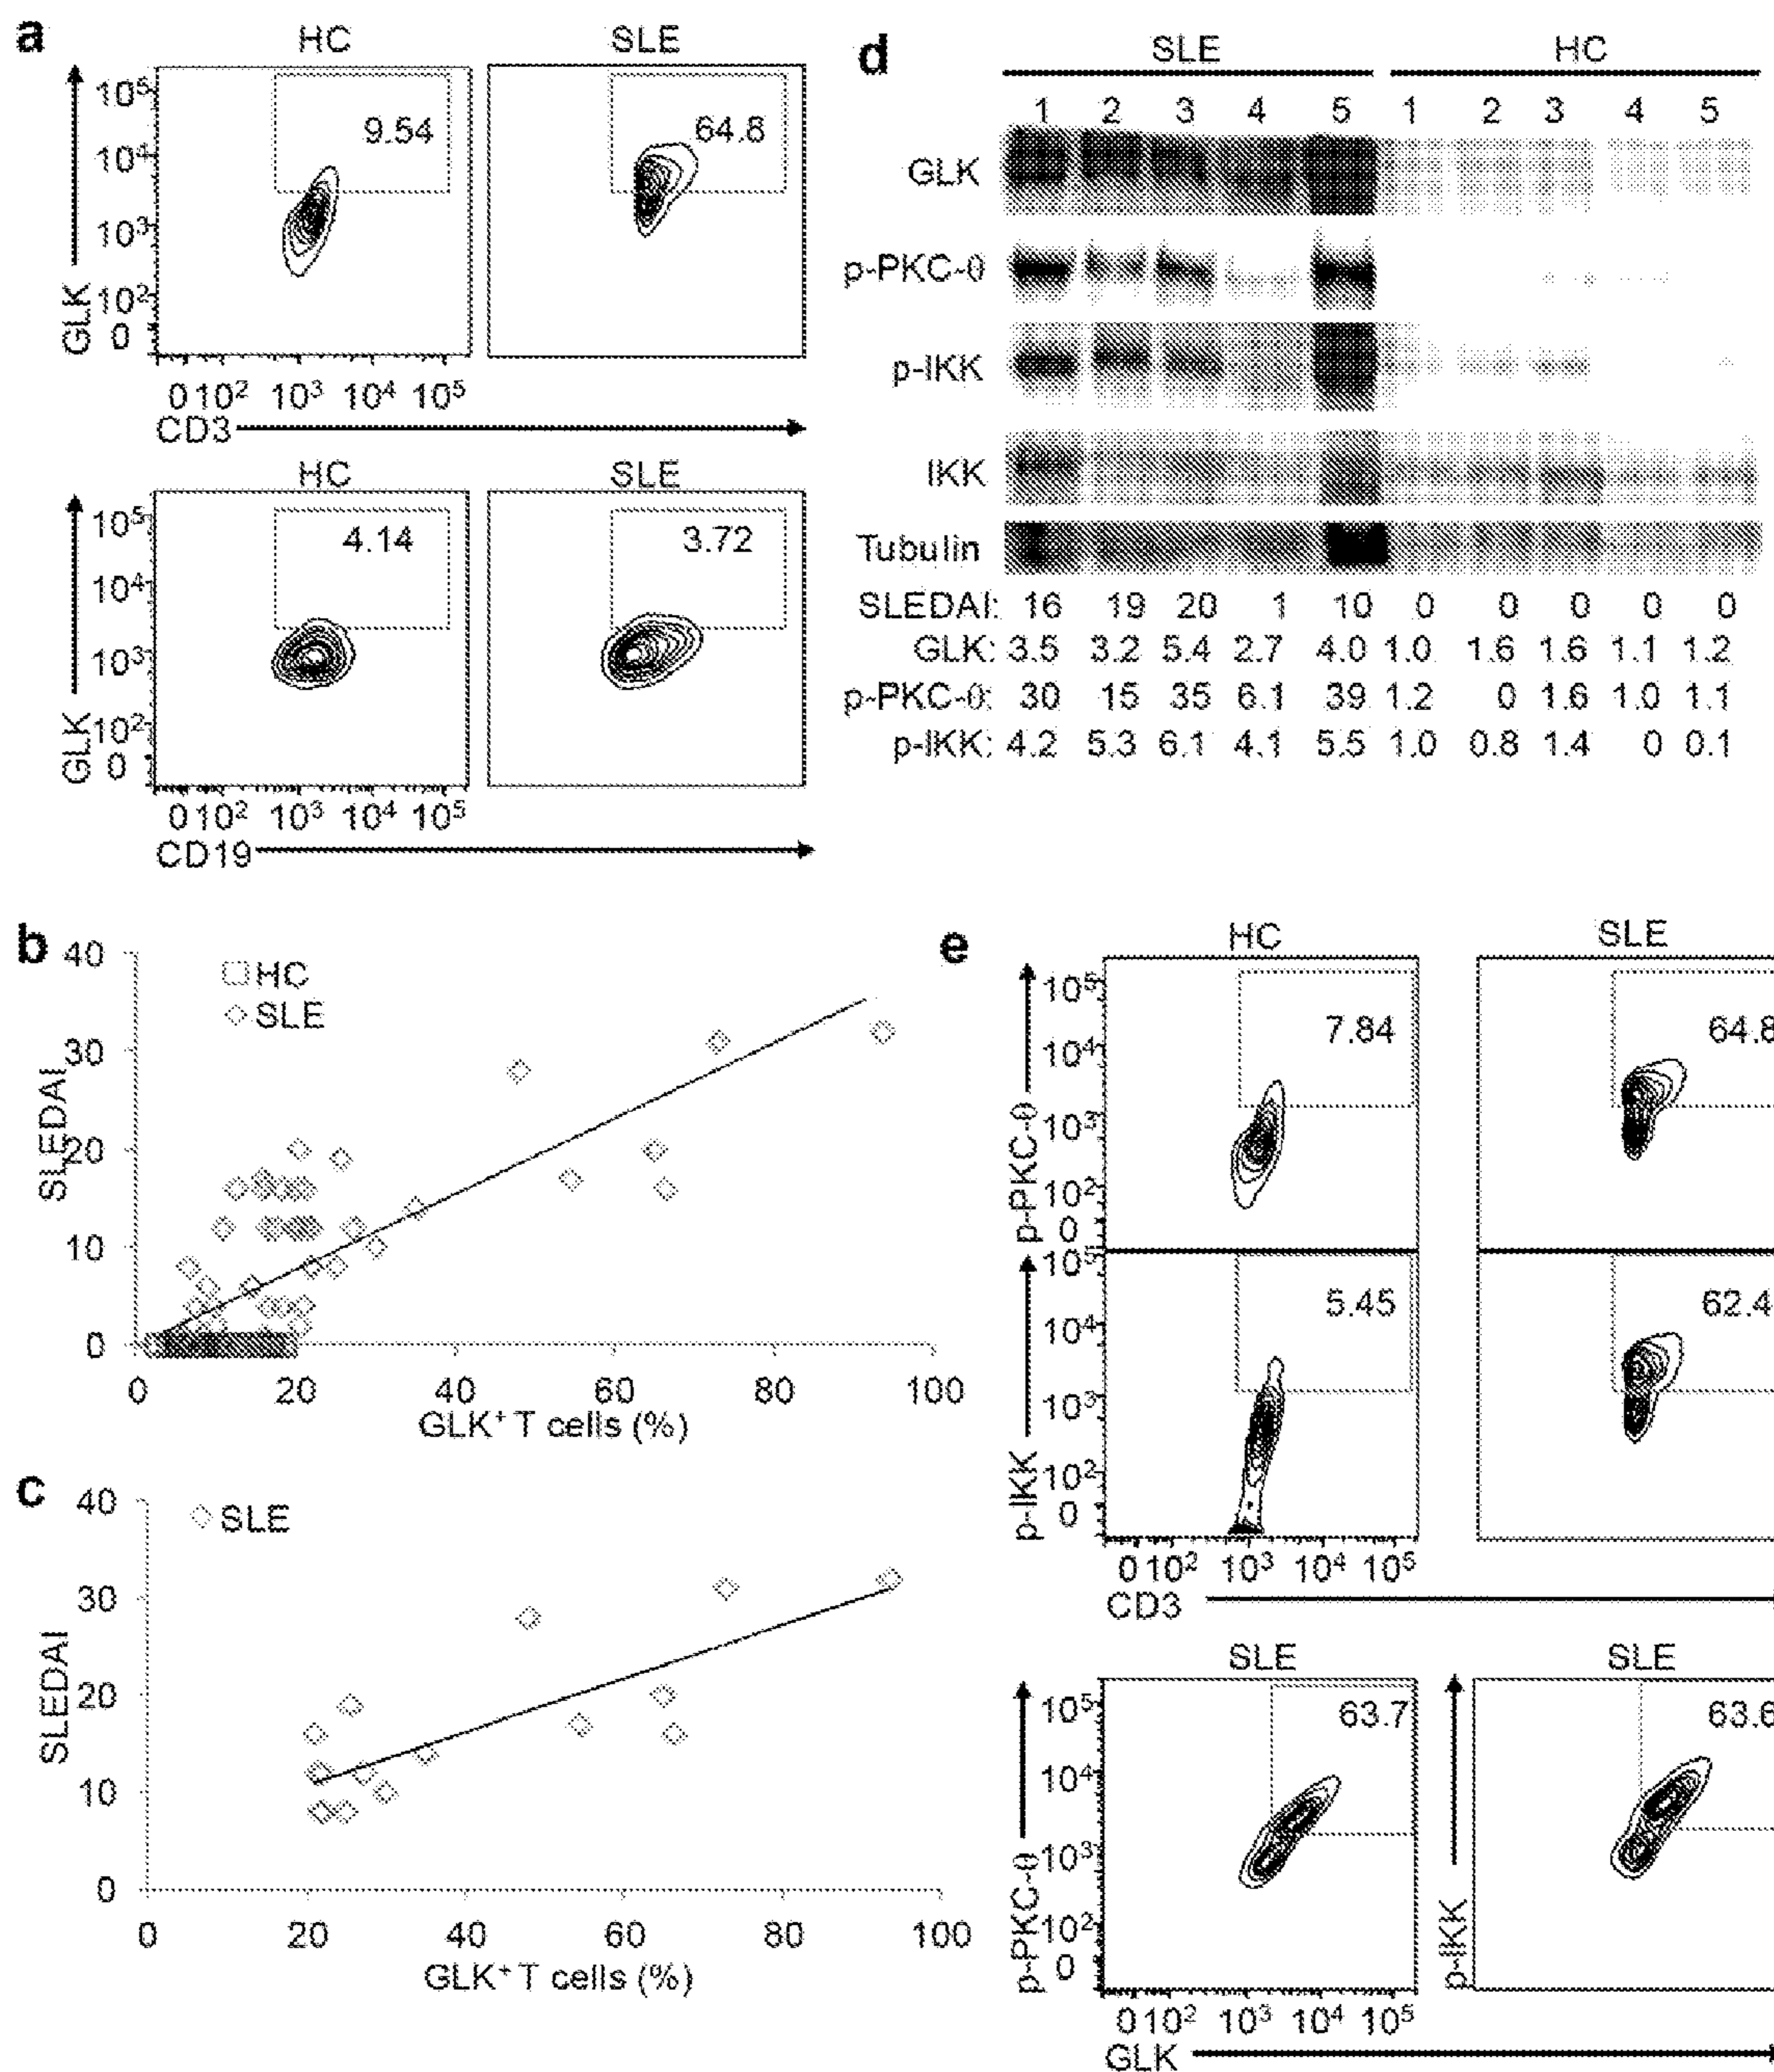 a
HC SLE
10⁵
10⁴
10³
10²
0
GLK
9.54 64.8
0 10² 10³ 10⁴ 10⁵
CD3
HC SLE
10⁵
10⁴
10³
10²
0
GLK
4.14 3.72
0 10² 10³ 10⁴ 10⁵
CD19
d
SLE HC
1 2 3 4 5 1 2 3 4 5
GLK
p-PKC-θ
p-IKK
IKK
Tubulin
SLEDAI: 16 19 20 1 10 0 0 0 0 0
GLK: 3.5 3.2 5.4 2.7 4.0 1.0 1.6 1.6 1.1 1.2
p-PKC-θ: 30 15 35 6.1 39 1.2 0 1.6 1.0 1.1
p-IKK: 4.2 5.3 6.1 4.1 5.5 1.0 0.8 1.4 0 0.1
b
40
30
20
10
0
SLEDAI
HC
SLE
0 20 40 60 80 100
GLK⁺ T cells (%)
c
40
30
20
10
0
SLEDAI
SLE
0 20 40 60 80 100
GLK⁺ T cells (%)
e
HC SLE
10⁵
10⁴
10³
10²
0
p-PKC-θ
7.84 64.8
10⁵
10⁴
10³
10²
0
p-IKK
5.45 62.4
0 10² 10³ 10⁴ 10⁵
CD3
SLE SLE
10⁵
10⁴
10³
10²
0
p-PKC-θ
63.7
p-IKK
63.6
0 10² 10³ 10⁴ 10⁵
GLK